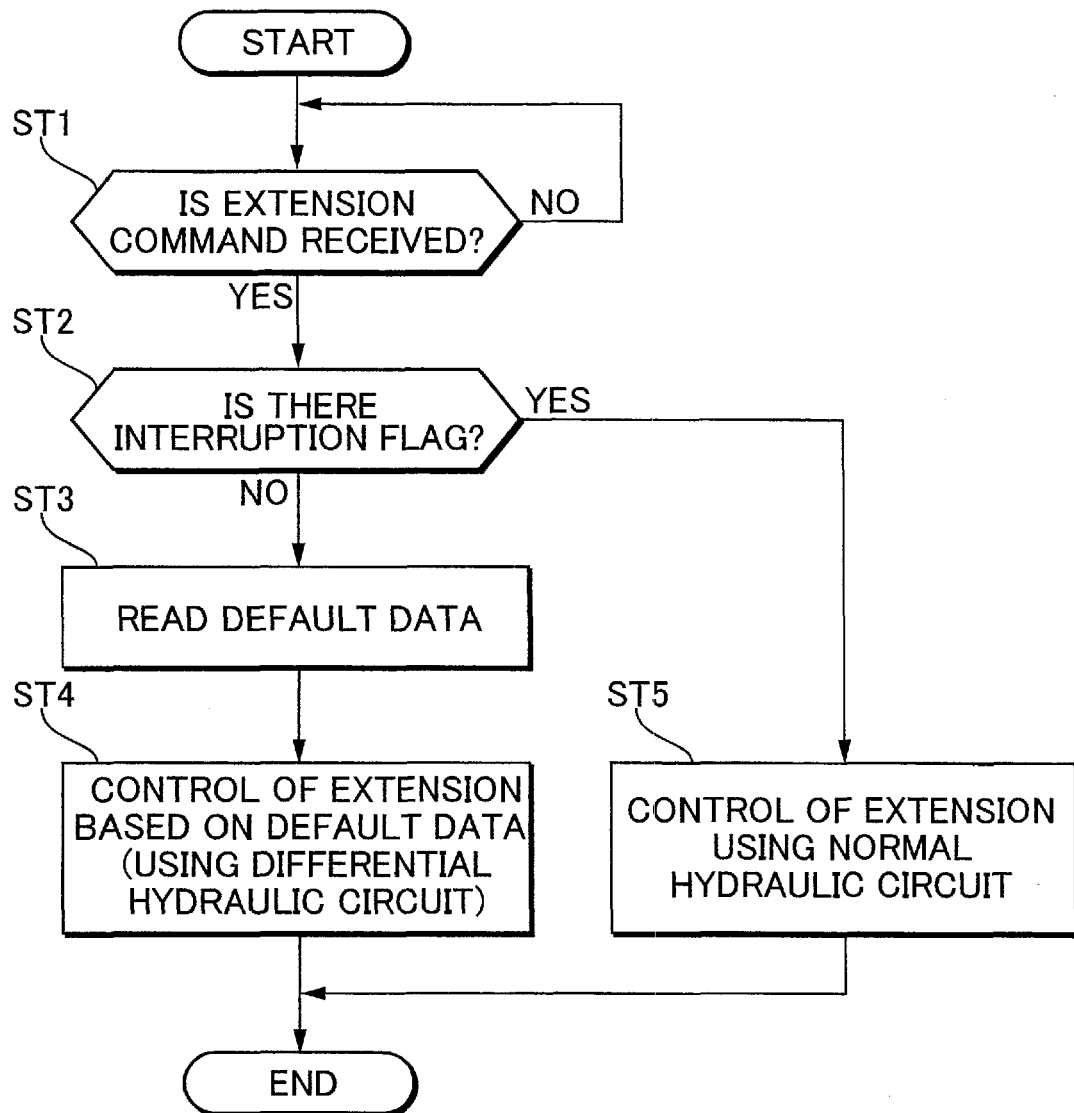 START
ST1
IS EXTENSION
COMMAND RECEIVED?
NO
YES
ST2
IS THERE
INTERRUPTION FLAG?
YES
NO
ST3
READ DEFAULT DATA
ST4
CONTROL OF EXTENSION
BASED ON DEFAULT DATA
(USING DIFFERENTIAL
HYDRAULIC CIRCUIT)
ST5
CONTROL OF EXTENSION
USING NORMAL
HYDRAULIC CIRCUIT
END